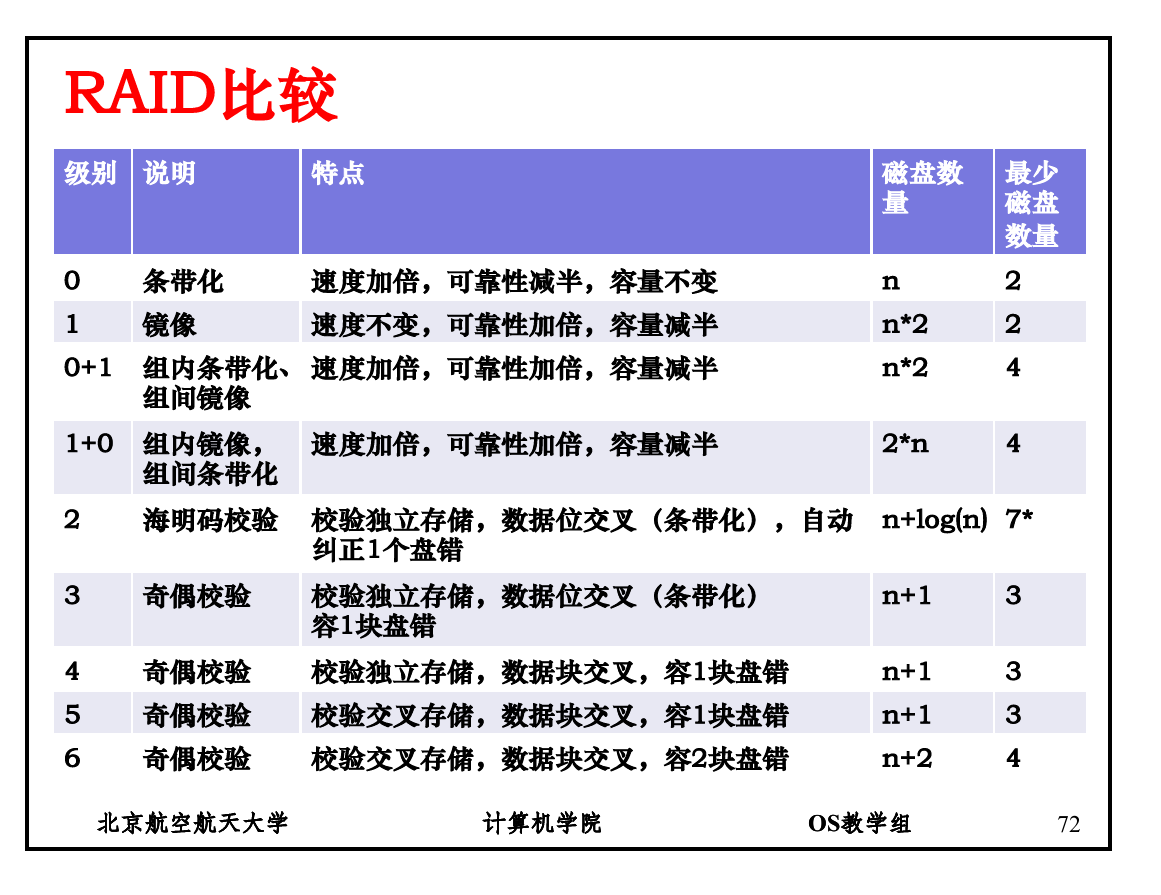 RAID比较
级别 说明 特点 磁盘数量 最少磁盘数量
0 条带化 速度加倍，可靠性减半，容量不变 n 2
1 镜像 速度不变，可靠性加倍，容量减半 n*2 2
0+1 组内条带化、 速度加倍，可靠性加倍，容量减半 n*2 4
组间镜像
1+0 组内镜像， 速度加倍，可靠性加倍，容量减半 2*n 4
组间条带化
2 海明码校验 校验独立存储，数据位交叉（条带化），自动 n+log(n) 7*
纠正1个盘错
3 奇偶校验 校验独立存储，数据位交叉（条带化） n+1 3
容1块盘错
4 奇偶校验 校验独立存储，数据块交叉，容1块盘错 n+1 3
5 奇偶校验 校验交叉存储，数据块交叉，容1块盘错 n+1 3
6 奇偶校验 校验交叉存储，数据块交叉，容2块盘错 n+2 4
北京航空航天大学 计算机学院 OS教学组 72